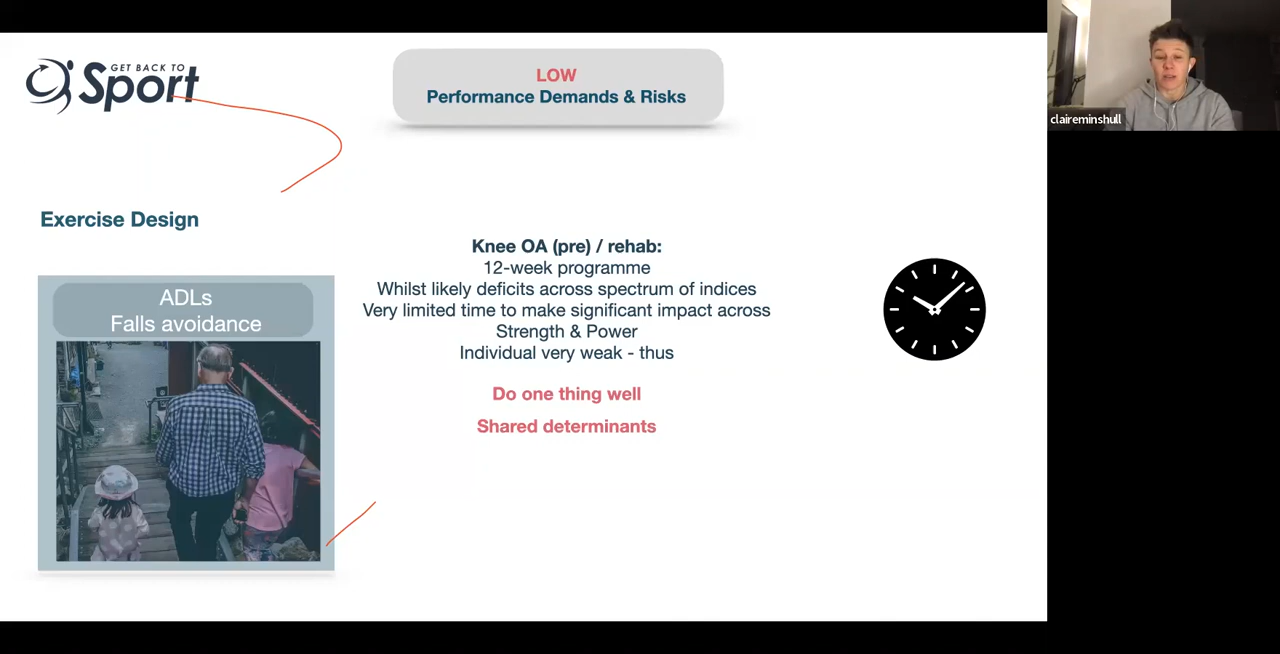 GET BACK TO
Sport
LOW
Performance Demands & Risks
claireminshull
Exercise Design
ADLs
Falls avoidance
Knee OA (pre) / rehab:
12-week programme
Whilst likely deficits across spectrum of indices
Very limited time to make significant impact across
Strength & Power
Individual very weak - thus
Do one thing well
Shared determinants